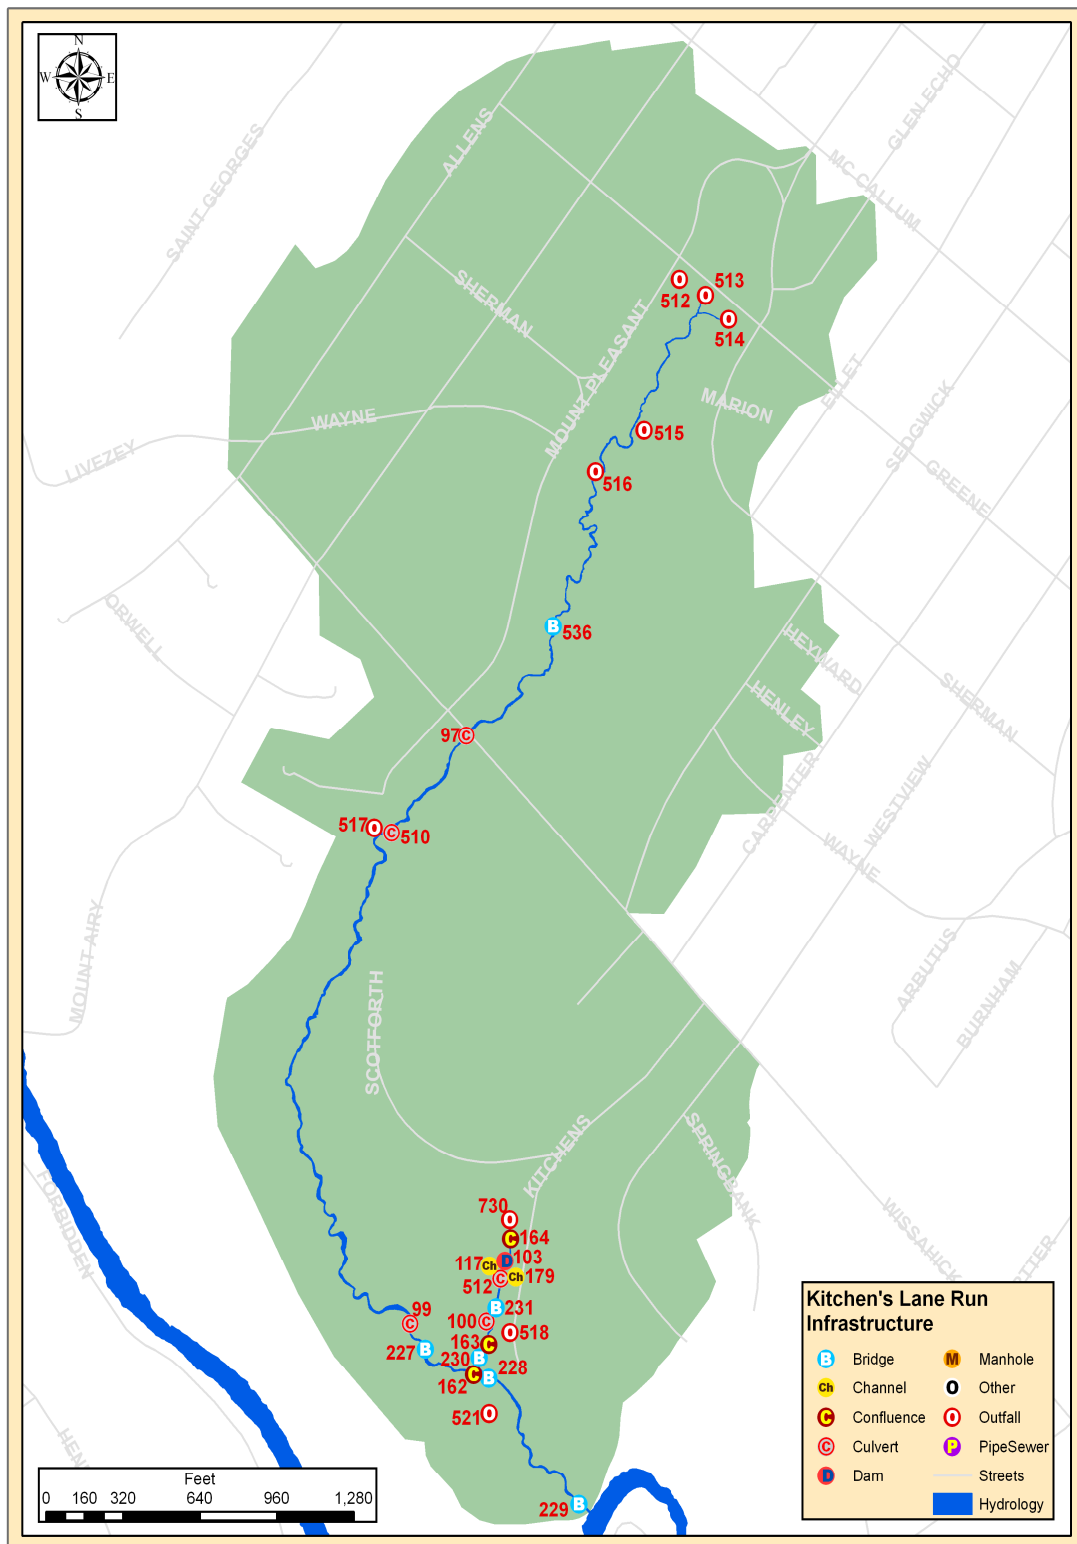 N
W E
S
SAINT GEORGES
ALLENS
GLEN ECHO
MC CALLUM
SHERMAN
MOUNT PLEASANT
513
512
514
ELLET
MARION
SEDGWICK
WAYNE
LIVEZEY
515
516
GREENE
ORWELL
536
HEYWARD
HENLEY
SHERMAN
97
CARPENTER
WESTVIEW
517
510
WAYNE
MOUNT AIRY
SCOTFORTH
ARBUTUS
BURNHAM
KITCHENS
SPRINGBANK
FORBIDDEN
WISSAHICK
730
164
103
117
179
512
231
99
100
518
163
227
230
228
162
521
229
HEN
Kitchen's Lane Run
Infrastructure
B Bridge M Manhole
Ch Channel O Other
C Confluence O Outfall
C Culvert P PipeSewer
D Dam Streets
Hydrology
Feet
0 160 320 640 960 1,280